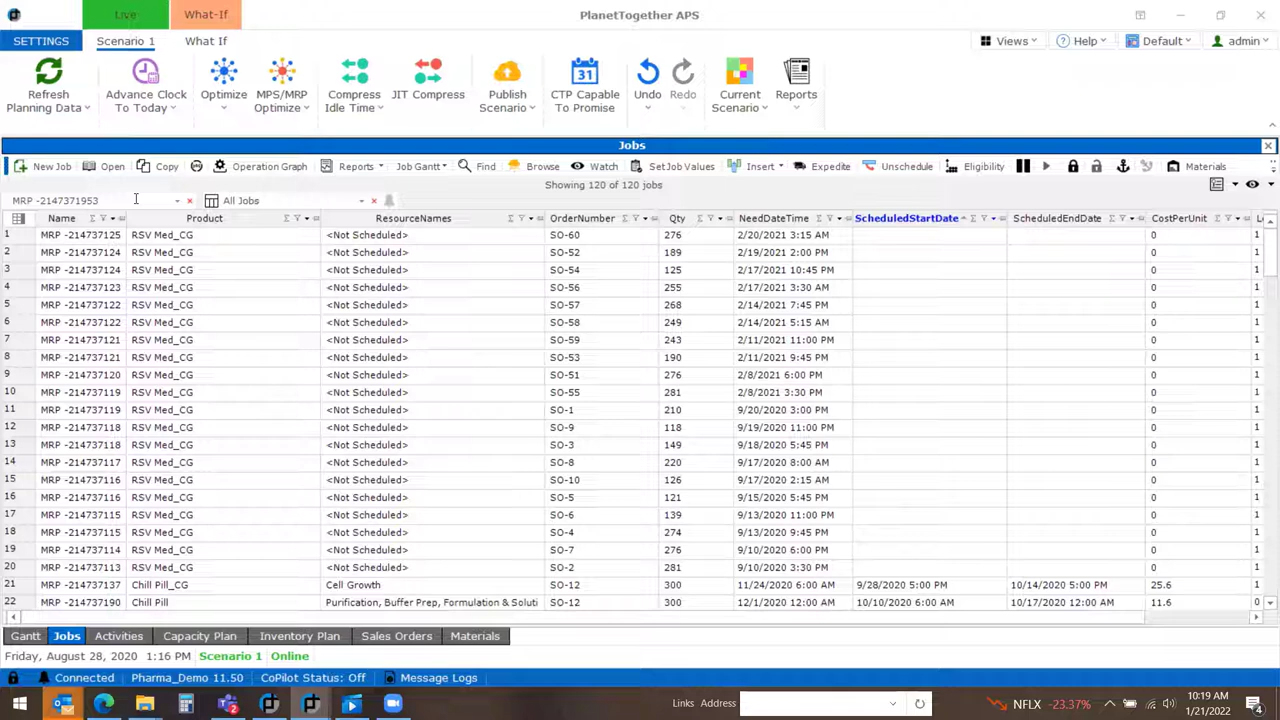 Live What-If PlanetTogether APS
SETTINGS Scenario 1 What If Views Help Default admin
Refresh Planning Data Advance Clock To Today Optimize MPS/MRP Optimize Compress Idle Time JIT Compress Publish Scenario CTP Capable To Promise Undo Redo Current Scenario Reports
Jobs
New Job Open Copy Operation Graph Reports Job Gantt Find Browse Watch Set Job Values Insert Expedite Unschedule Eligibility Materials
Showing 120 of 120 jobs
MRP -2147371953 All Jobs
Name Product ResourceNames OrderNumber Qty NeedDateTime ScheduledStartDate ScheduledEndDate CostPerUnit
1 MRP -214737125 RSV Med_CG <Not Scheduled> SO-60 276 2/20/2021 3:15 AM 0 1
2 MRP -214737124 RSV Med_CG <Not Scheduled> SO-52 189 2/19/2021 2:00 PM 0 1
3 MRP -214737124 RSV Med_CG <Not Scheduled> SO-54 125 2/17/2021 10:45 PM 0 1
4 MRP -214737123 RSV Med_CG <Not Scheduled> SO-56 255 2/17/2021 3:30 AM 0 1
5 MRP -214737122 RSV Med_CG <Not Scheduled> SO-57 268 2/14/2021 7:45 PM 0 1
6 MRP -214737122 RSV Med_CG <Not Scheduled> SO-58 249 2/14/2021 5:15 AM 0 1
7 MRP -214737121 RSV Med_CG <Not Scheduled> SO-59 243 2/11/2021 11:00 PM 0 1
8 MRP -214737121 RSV Med_CG <Not Scheduled> SO-53 190 2/11/2021 9:45 PM 0 1
9 MRP -214737120 RSV Med_CG <Not Scheduled> SO-51 276 2/8/2021 6:00 PM 0 1
10 MRP -214737119 RSV Med_CG <Not Scheduled> SO-55 281 2/8/2021 3:30 PM 0 1
11 MRP -214737119 RSV Med_CG <Not Scheduled> SO-1 210 9/20/2020 3:00 PM 0 1
12 MRP -214737118 RSV Med_CG <Not Scheduled> SO-9 118 9/19/2020 11:00 PM 0 1
13 MRP -214737118 RSV Med_CG <Not Scheduled> SO-3 149 9/18/2020 5:45 PM 0 1
14 MRP -214737117 RSV Med_CG <Not Scheduled> SO-8 220 9/17/2020 8:00 AM 0 1
15 MRP -214737116 RSV Med_CG <Not Scheduled> SO-10 126 9/17/2020 2:15 AM 0 1
16 MRP -214737116 RSV Med_CG <Not Scheduled> SO-5 121 9/15/2020 5:45 PM 0 1
17 MRP -214737115 RSV Med_CG <Not Scheduled> SO-6 139 9/13/2020 11:00 PM 0 1
18 MRP -214737115 RSV Med_CG <Not Scheduled> SO-4 274 9/13/2020 9:45 PM 0 1
19 MRP -214737114 RSV Med_CG <Not Scheduled> SO-7 276 9/10/2020 6:00 PM 0 1
20 MRP -214737113 RSV Med_CG <Not Scheduled> SO-2 281 9/10/2020 3:30 PM 0 1
21 MRP -214737137 Chill Pill_CG Cell Growth SO-12 300 11/24/2020 6:00 AM 9/28/2020 5:00 PM 10/14/2020 5:00 PM 25.6 1
22 MRP -214737190 Chill Pill Purification, Buffer Prep, Formulation & Soluti SO-12 300 12/1/2020 12:00 AM 10/10/2020 6:00 AM 10/17/2020 12:00 AM 11.6 0
Gantt Jobs Activities Capacity Plan Inventory Plan Sales Orders Materials
Friday, August 28, 2020 1:16 PM Scenario 1 Online
Connected Pharma_Demo 11.50 CoPilot Status: Off Message Logs
Links Address NFLX -23.37% 10:19 AM
1/21/2022 4